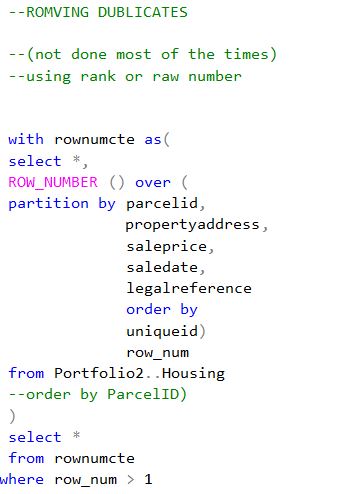 --ROMVING DUBLICATES
--(not done most of the times)
--using rank or raw number
with rownumcte as(
select *,
ROW_NUMBER () over (
partition by parcelid,
propertyaddress,
saleprice,
saledate,
legalreference
order by
uniqueid)
row_num
from Portfolio2..Housing
--order by ParcelID)
)
select *
from rownumcte
where row_num > 1